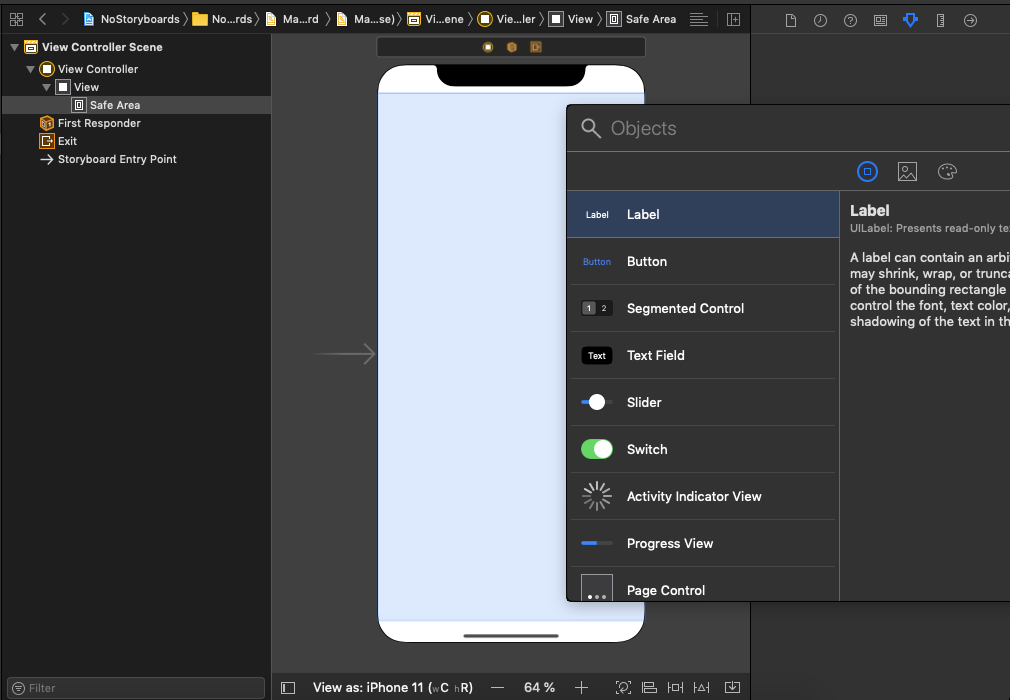 NoStoryboards
No...rds
Ma...rd
Ma...se)
Vi...ene
Vie...ler
View
Safe Area
View Controller Scene
View Controller
View
Safe Area
First Responder
Exit
Storyboard Entry Point
Objects
Label
Label
Button
Button
1 2
Segmented Control
Text
Text Field
Slider
Switch
Activity Indicator View
Progress View
Page Control
Label
UILabel: Presents read-only te
A label can contain an arbi
may shrink, wrap, or trunca
of the bounding rectangle
control the font, text color,
shadowing of the text in th
Filter
View as: iPhone 11 (wC hR)
64 %